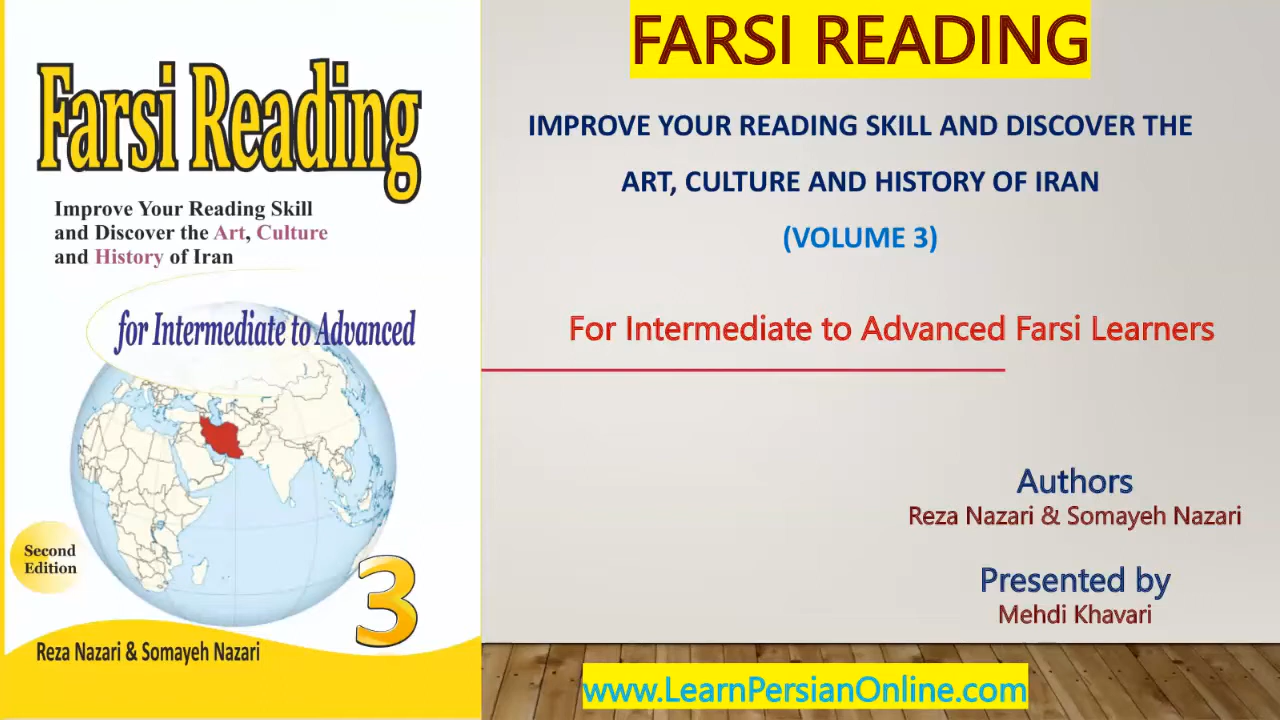 Farsi Reading
Improve Your Reading Skill
and Discover the Art, Culture
and History of Iran
for Intermediate to Advanced
Second
Edition
3
Reza Nazari & Somayeh Nazari
FARSI READING
IMPROVE YOUR READING SKILL AND DISCOVER THE
ART, CULTURE AND HISTORY OF IRAN
(VOLUME 3)
For Intermediate to Advanced Farsi Learners
Authors
Reza Nazari & Somayeh Nazari
Presented by
Mehdi Khavari
www.LearnPersianOnline.com